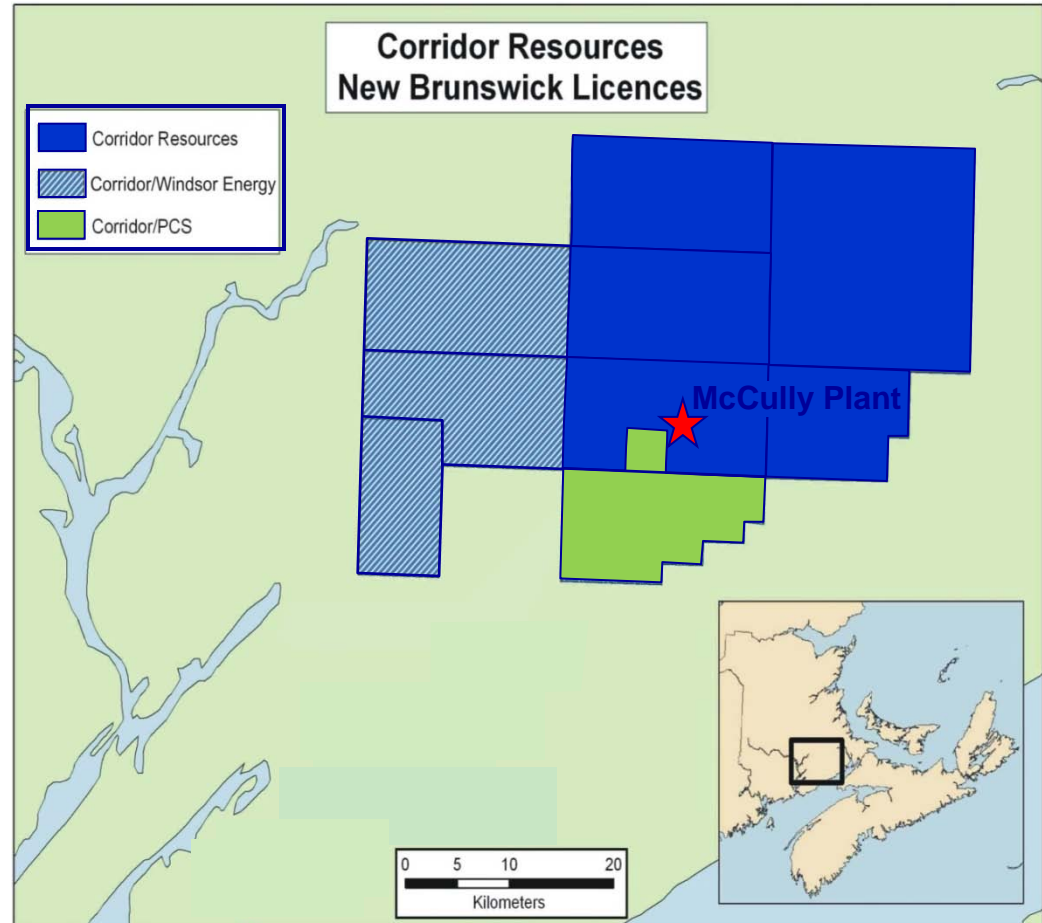 Corridor Resources
New Brunswick Licences
Corridor Resources
Corridor/Windsor Energy
Corridor/PCS
McCully Plant
0 5 10 20
Kilometers